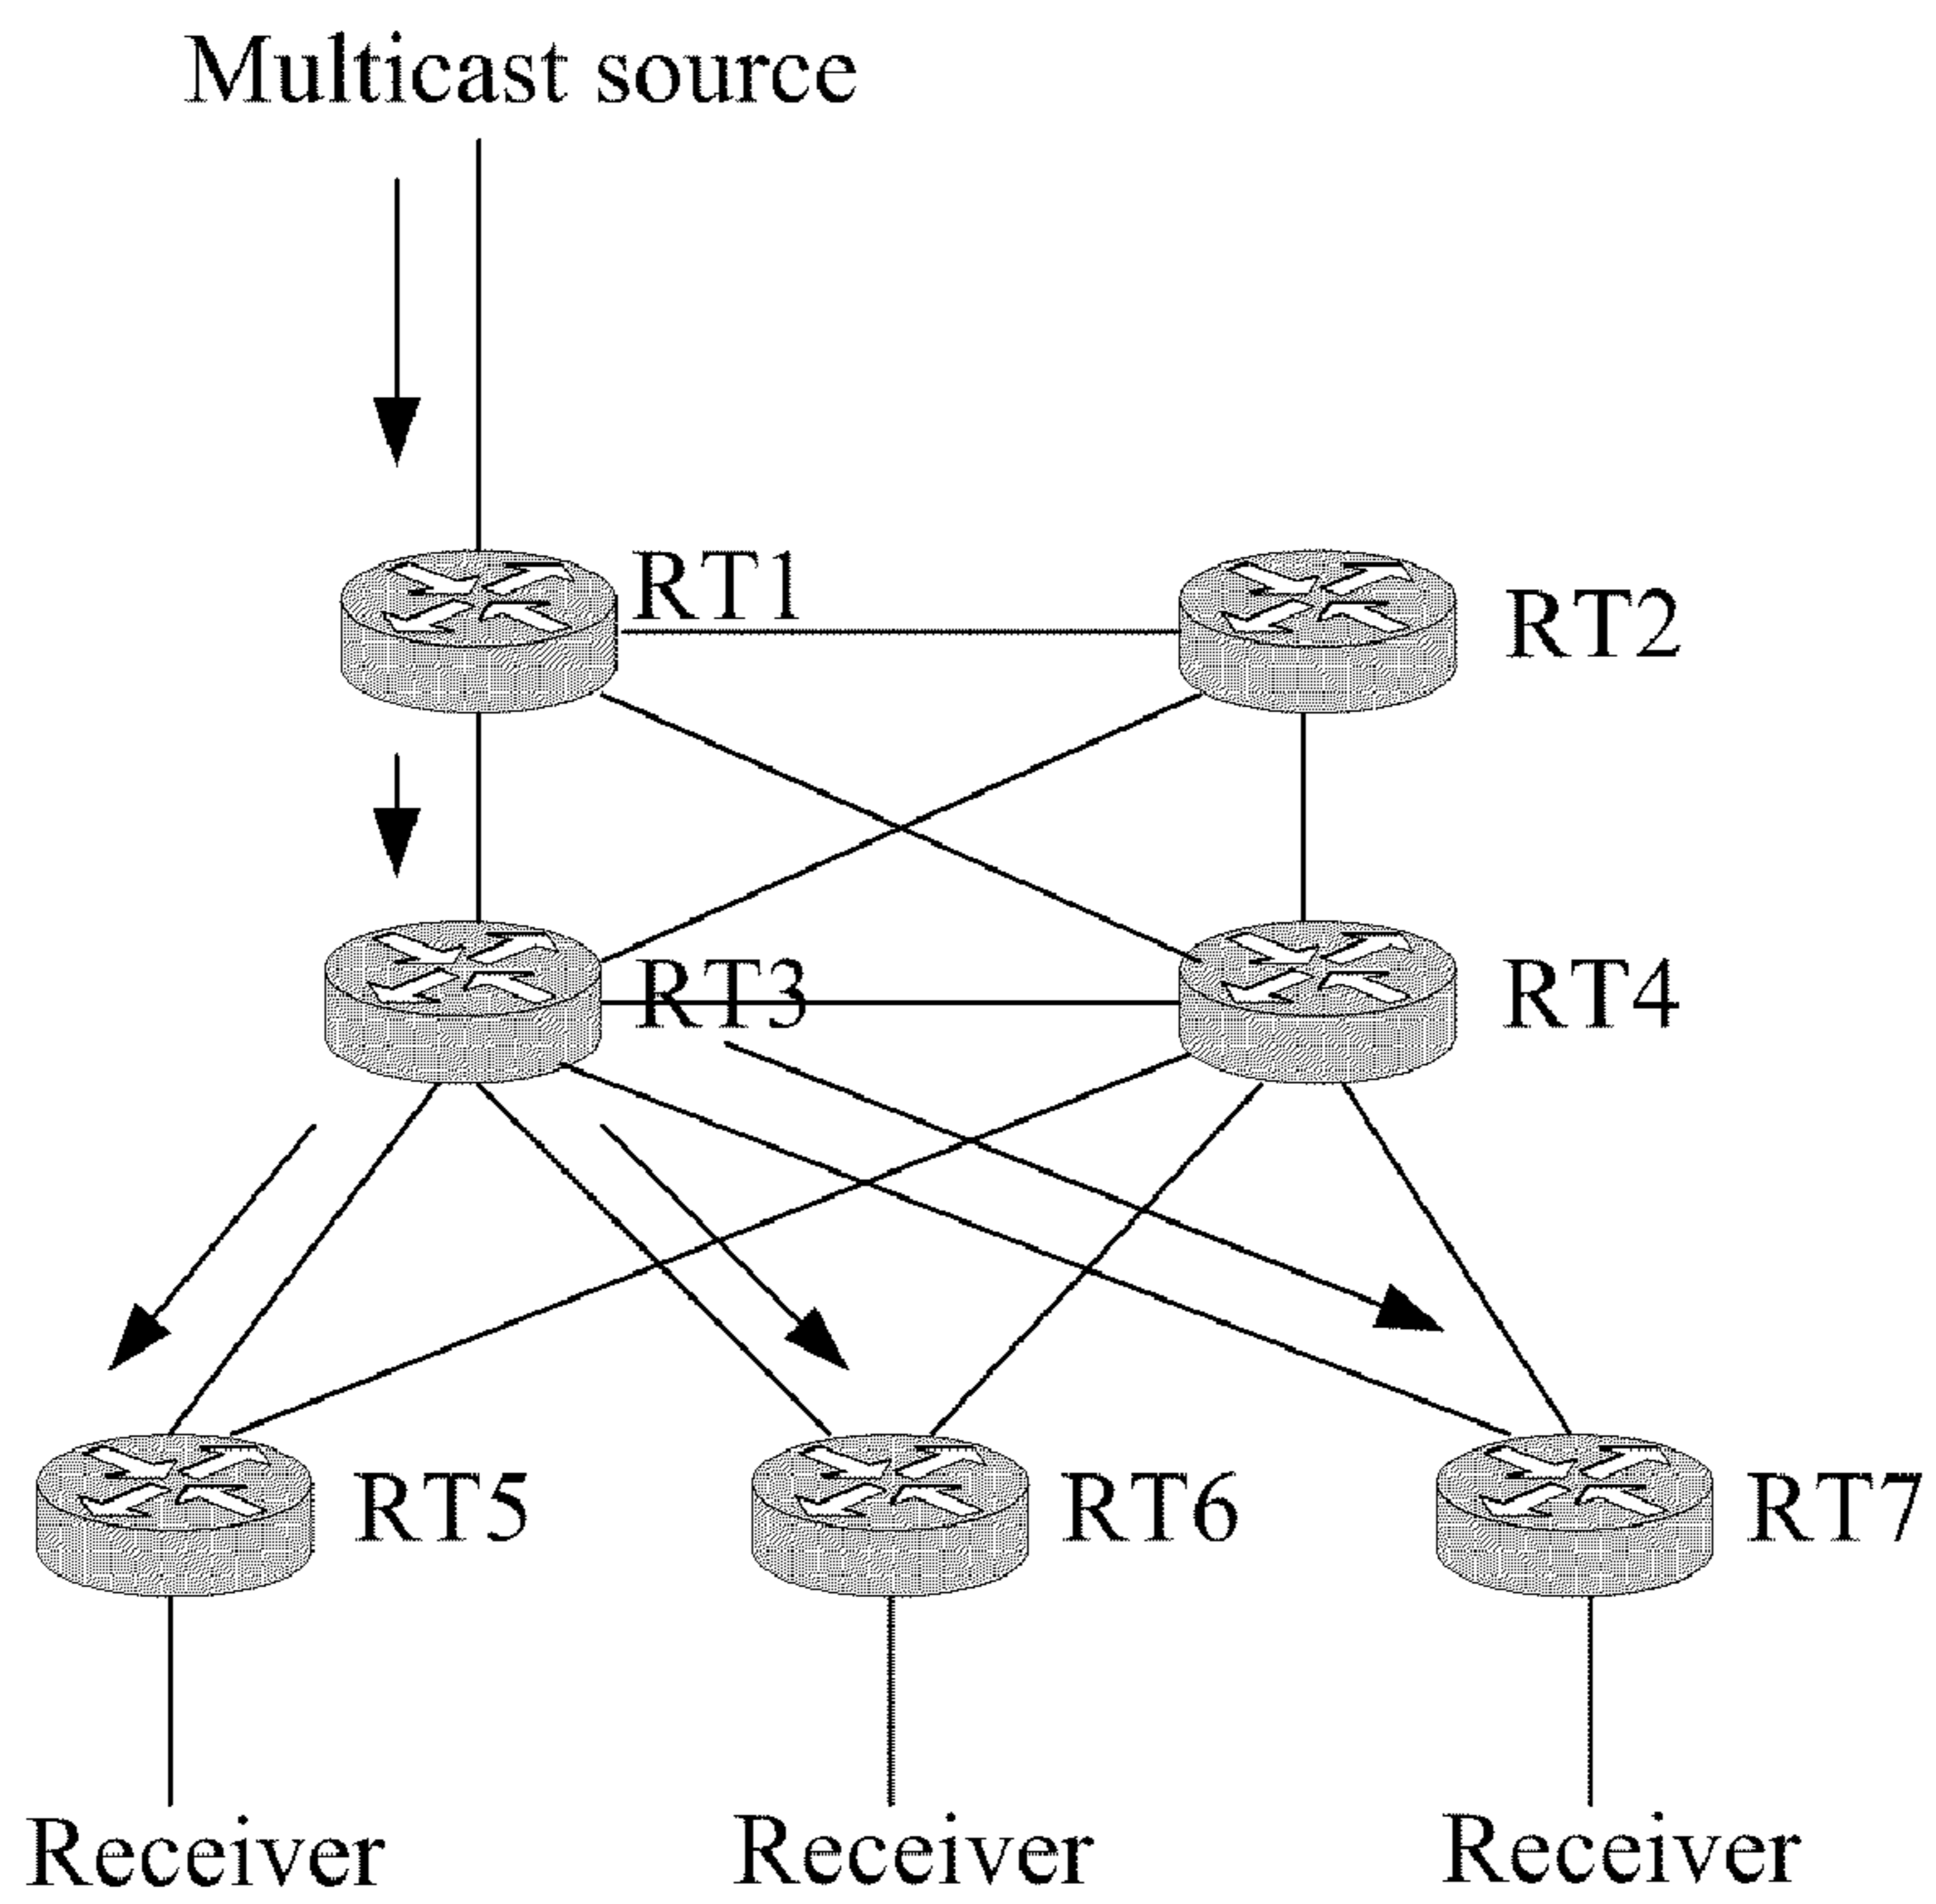 Multicast source
RT1
RT2
RT3
RT4
RT5
RT6
RT7
Receiver
Receiver
Receiver